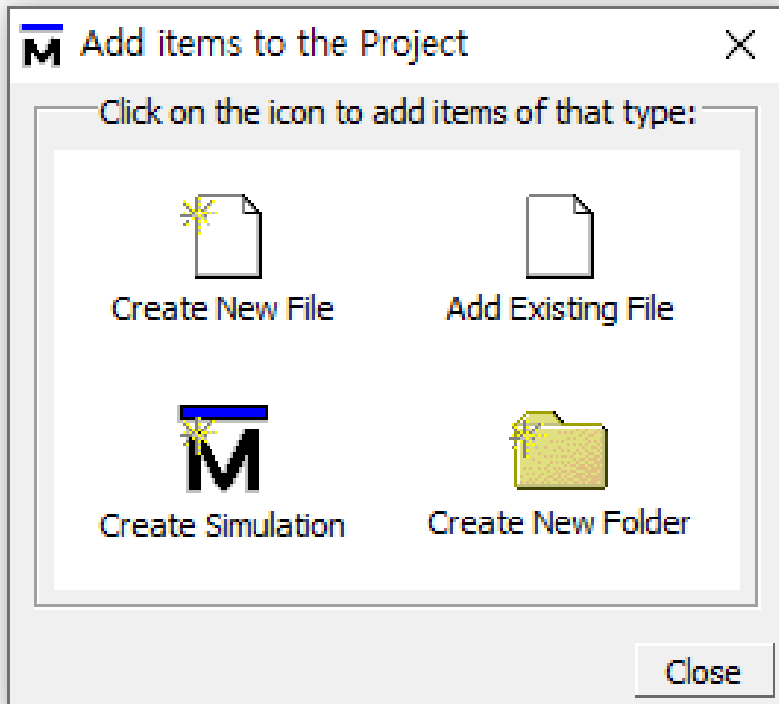 Add items to the Project
Click on the icon to add items of that type:
Create New File
Add Existing File
Create Simulation
Create New Folder
Close